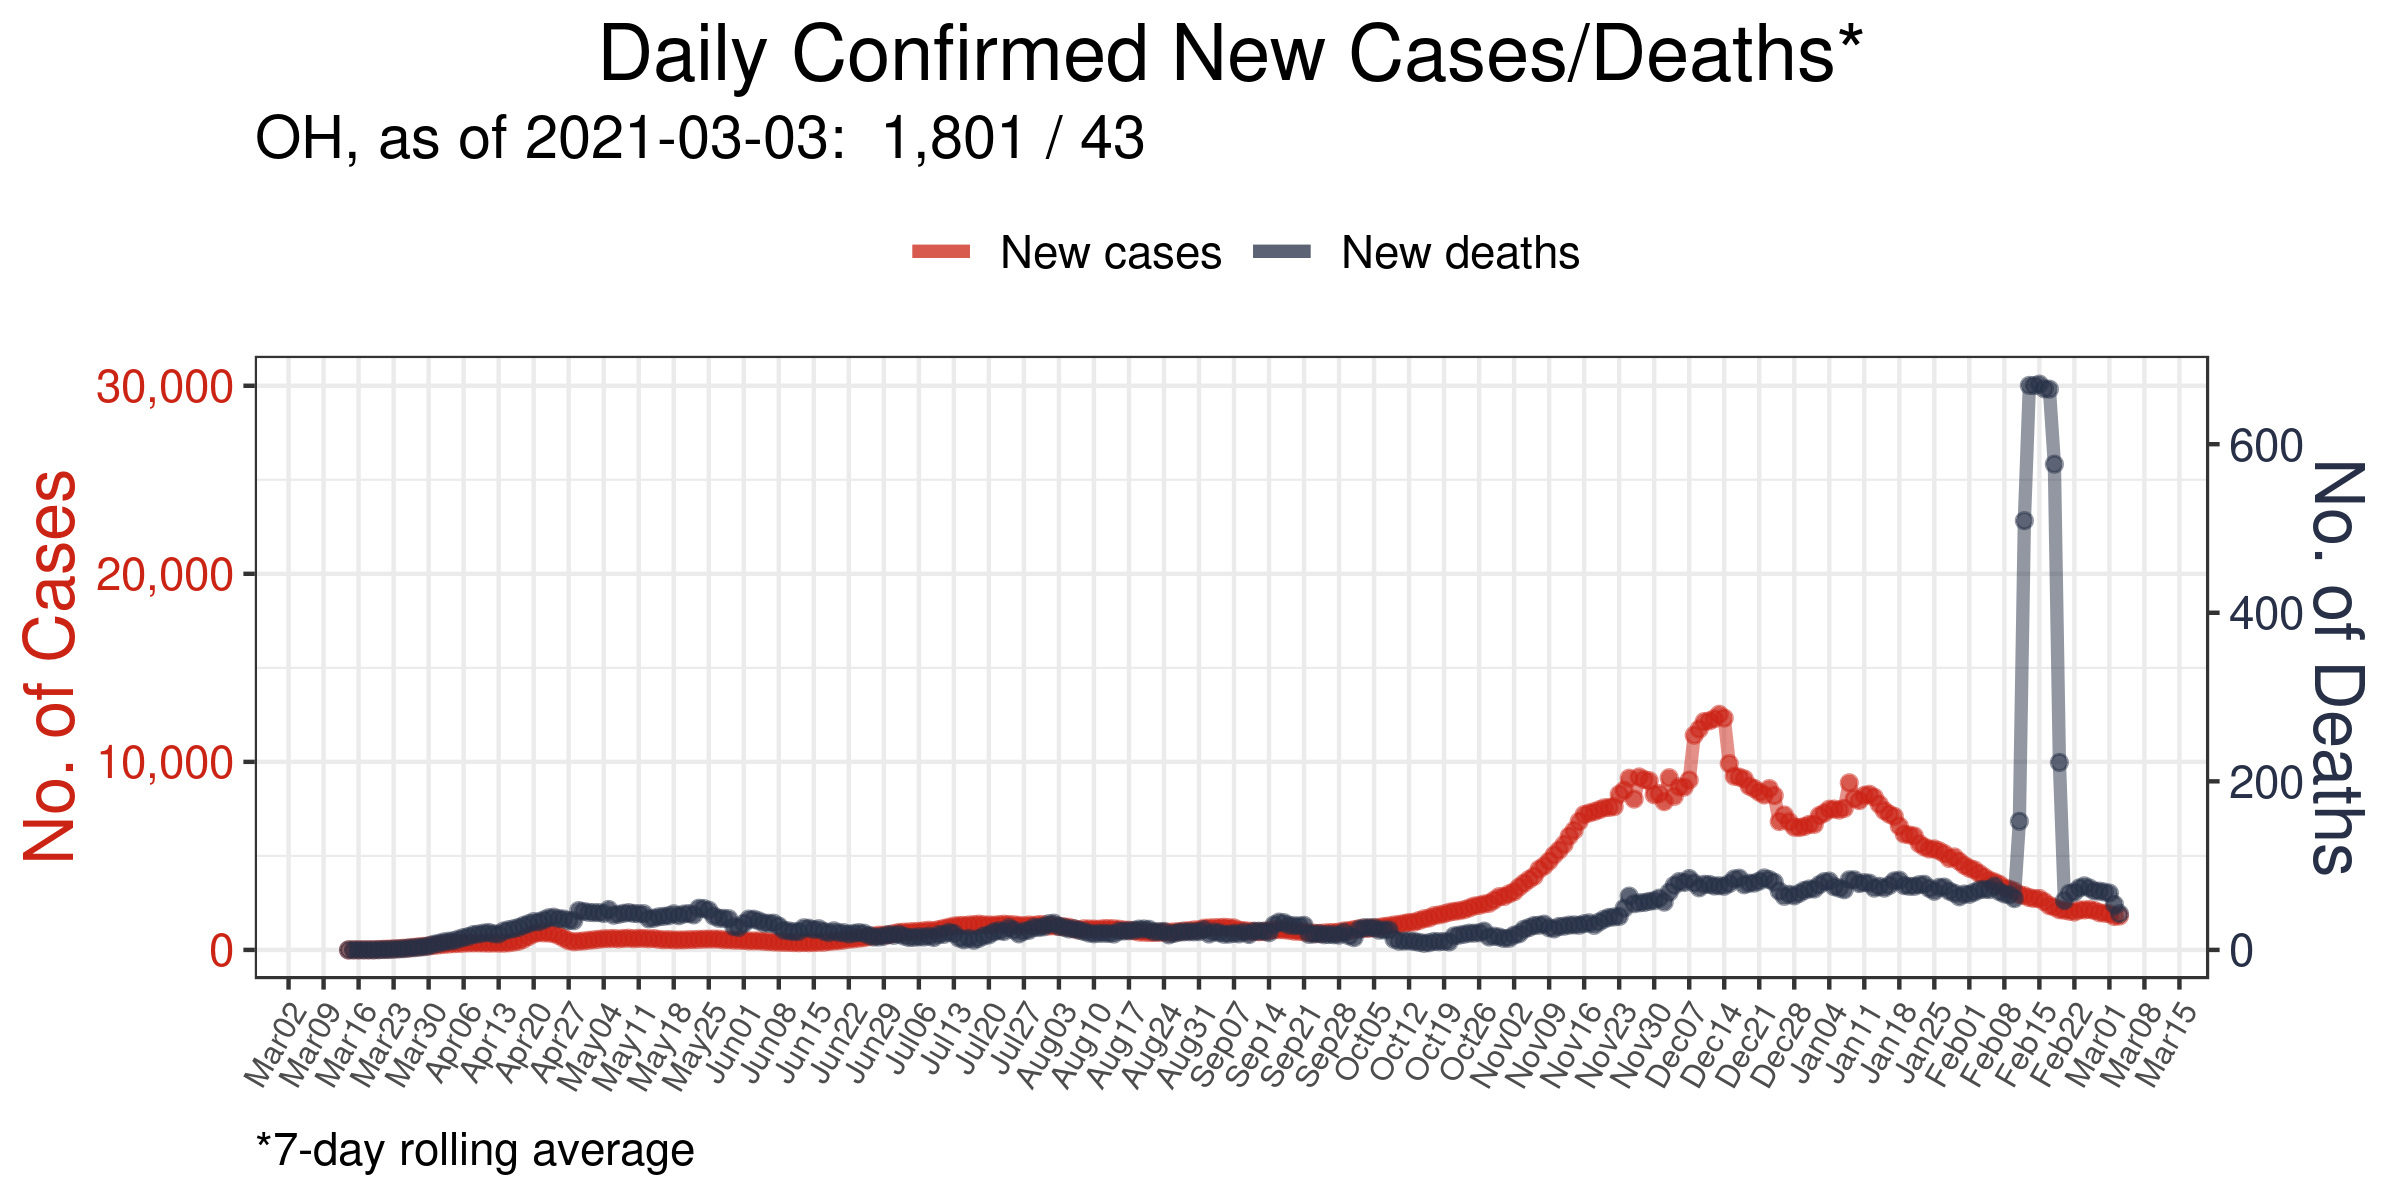 Daily Confirmed New Cases/Deaths*
OH, as of 2021-03-03:  1,801 / 43
New cases
New deaths
No. of Cases
30,000
20,000
10,000
0
600
400
200
0
No. of Deaths
Mar02
Mar09
Mar16
Mar23
Mar30
Apr06
Apr13
Apr20
Apr27
May04
May11
May18
May25
Jun01
Jun08
Jun15
Jun22
Jun29
Jul06
Jul13
Jul20
Jul27
Aug03
Aug10
Aug17
Aug24
Aug31
Sep07
Sep14
Sep21
Sep28
Oct05
Oct12
Oct19
Oct26
Nov02
Nov09
Nov16
Nov23
Nov30
Dec07
Dec14
Dec21
Dec28
Jan04
Jan11
Jan18
Jan25
Feb01
Feb08
Feb15
Feb22
Mar01
Mar08
Mar15
*7-day rolling average